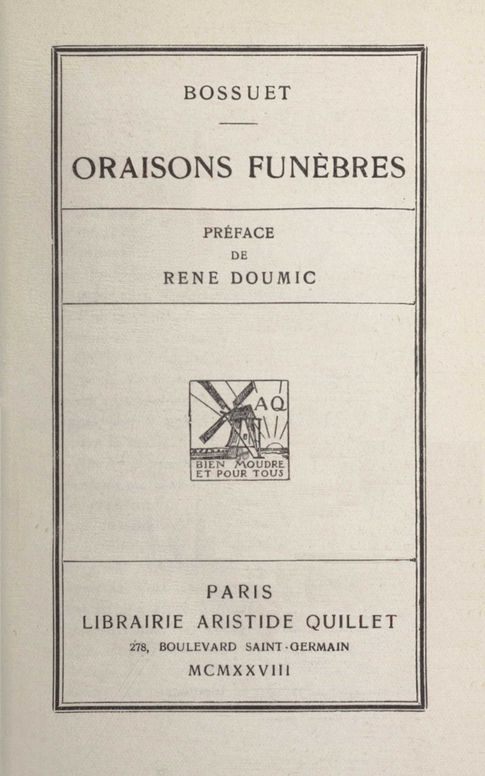 BOSSUET
ORAISONS FUNÈBRES
PRÉFACE
DE
RENE DOUMIC
AQ
BIEN MOUDRE
ET POUR TOUS
PARIS
LIBRAIRIE ARISTIDE QUILLET
278, BOULEVARD SAINT-GERMAIN
MCMXXVIII